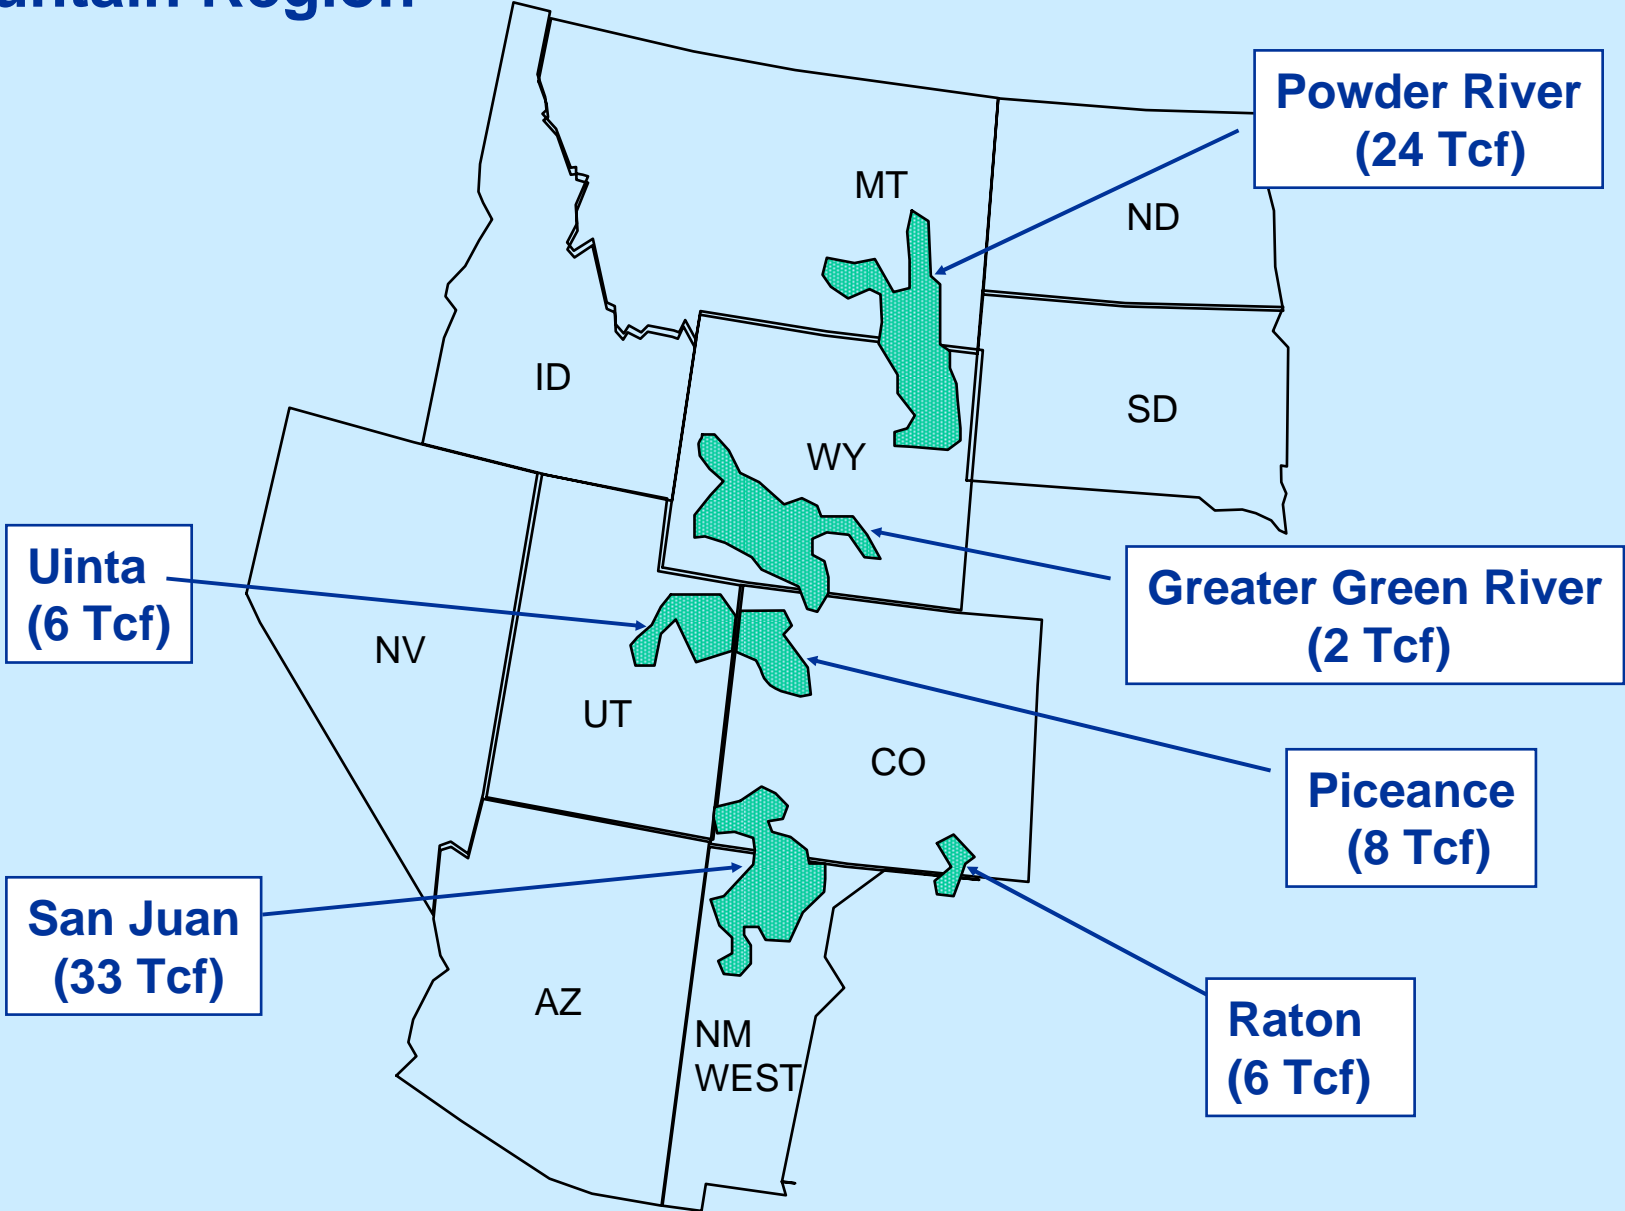 Region
Powder River
(24 Tcf)
MT
ND
ID
SD
WY
Uinta
(6 Tcf)
Greater Green River
(2 Tcf)
NV
UT
CO
Piceance
(8 Tcf)
San Juan
(33 Tcf)
AZ
NM
WEST
Raton
(6 Tcf)